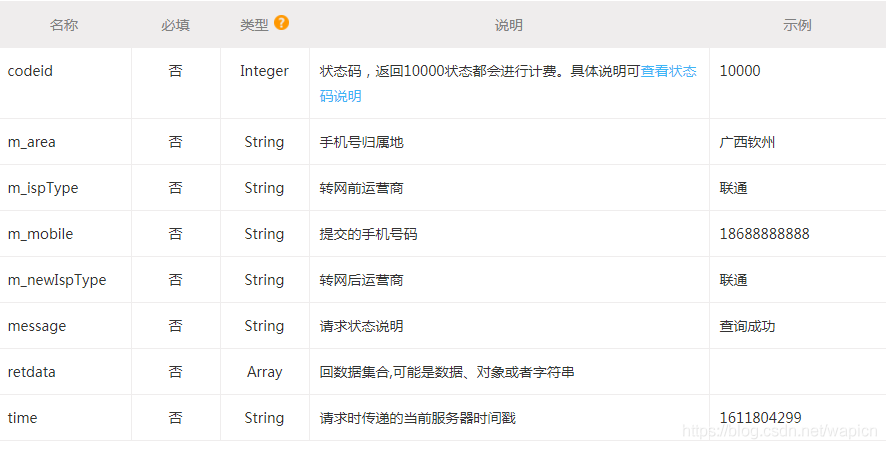 名称 必填 类型 ? 说明 示例
codeid 否 Integer 状态码，返回10000状态都会进行计费。具体说明可查看状态 10000
码说明
m_area 否 String 手机号归属地 广西钦州
m_ispType 否 String 转网前运营商 联通
m_mobile 否 String 提交的手机号码 18688888888
m_newIspType 否 String 转网后运营商 联通
message 否 String 请求状态说明 查询成功
retdata 否 Array 回数据集合,可能是数据、对象或者字符串
time 否 String 请求时传递的当前服务器时间戳 1611804299
https://blog.csdn.net/wapicn